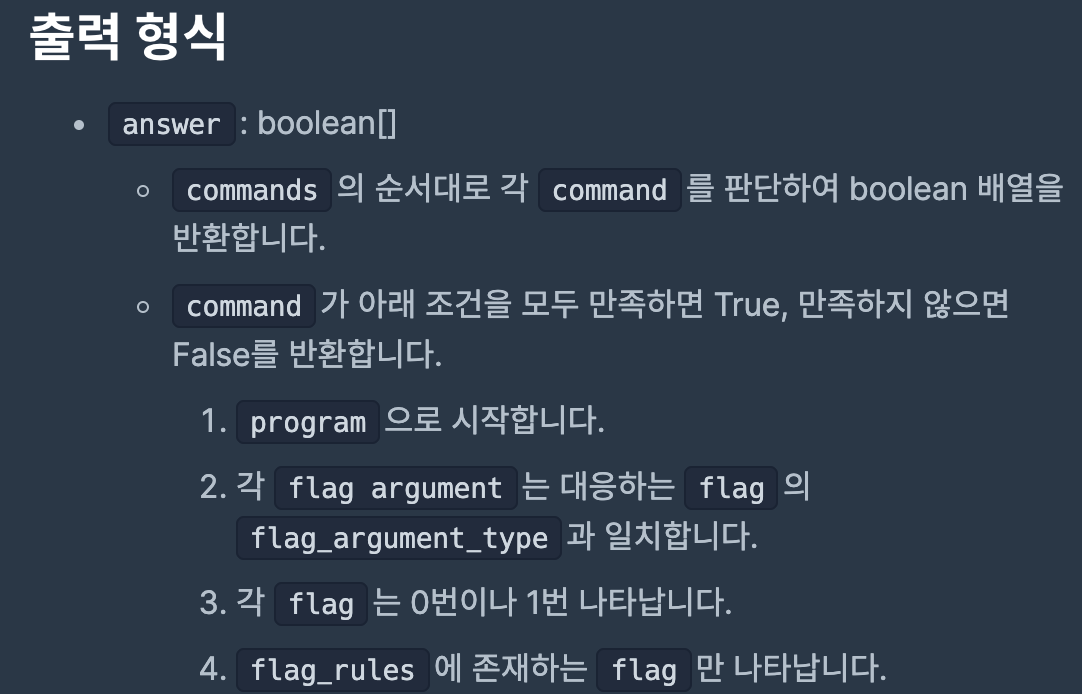 출력 형식
• answer : boolean[]
○ commands 의 순서대로 각 command 를 판단하여 boolean 배열을
반환합니다.
○ command 가 아래 조건을 모두 만족하면 True, 만족하지 않으면
False를 반환합니다.
1. program 으로 시작합니다.
2. 각 flag argument 는 대응하는 flag 의
flag_argument_type 과 일치합니다.
3. 각 flag 는 0번이나 1번 나타납니다.
4. flag_rules 에 존재하는 flag 만 나타납니다.